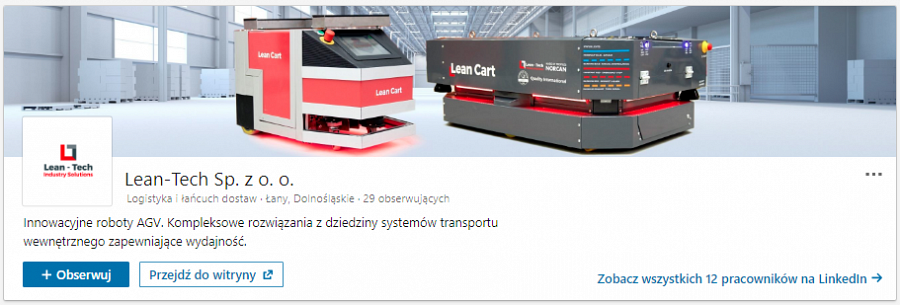 Lean Cart
Lean Cart
Lean Cart
Lean - Tech
NORCAN
Quality International
Lean - Tech
Industry Solutions
Lean-Tech Sp. z o. o.
Logistyka i łańcuch dostaw · Łany, Dolnośląskie · 29 obserwujących
Innowacyjne roboty AGV. Kompleksowe rozwiązania z dziedziny systemów transportu
wewnętrznego zapewniające wydajność.
+ Obserwuj
Przejdź do witryny
Zobacz wszystkich 12 pracowników na LinkedIn →